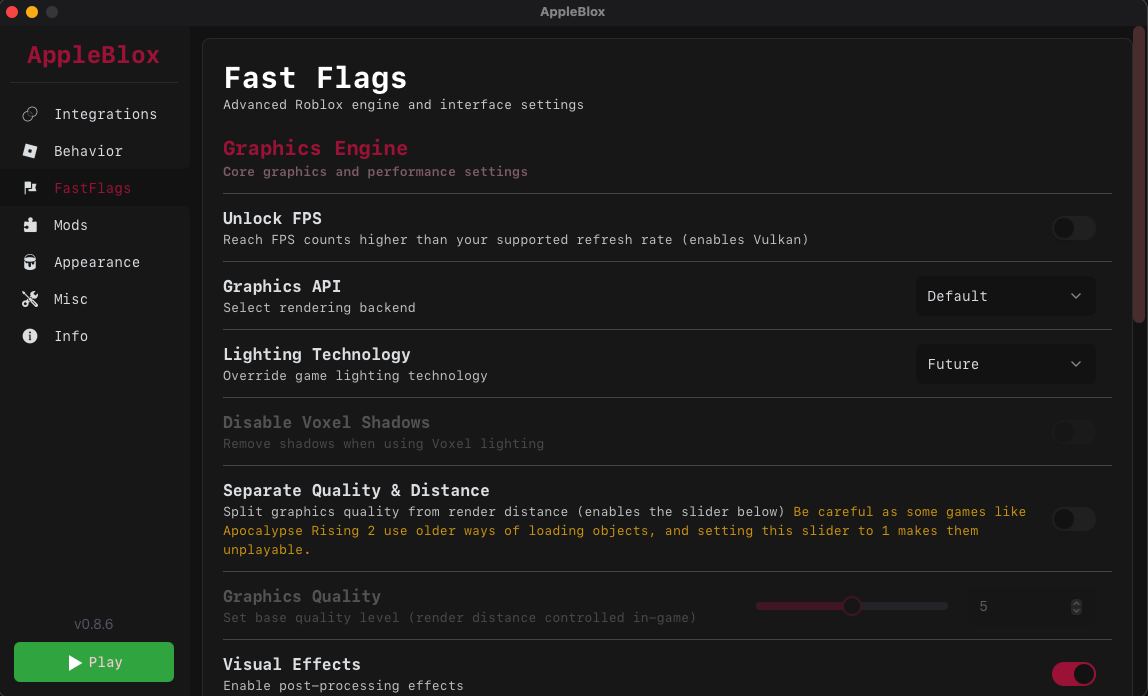 AppleBlox
AppleBlox
Integrations
Behavior
FastFlags
Mods
Appearance
Misc
Info
v0.8.6
Play
Fast Flags
Advanced Roblox engine and interface settings
Graphics Engine
Core graphics and performance settings
Unlock FPS
Reach FPS counts higher than your supported refresh rate (enables Vulkan)
Graphics API
Select rendering backend
Default
Lighting Technology
Override game lighting technology
Future
Disable Voxel Shadows
Remove shadows when using Voxel lighting
Separate Quality & Distance
Split graphics quality from render distance (enables the slider below) Be careful as some games like
Apocalypse Rising 2 use older ways of loading objects, and setting this slider to 1 makes them
unplayable.
Graphics Quality
Set base quality level (render distance controlled in-game)
5
Visual Effects
Enable post-processing effects